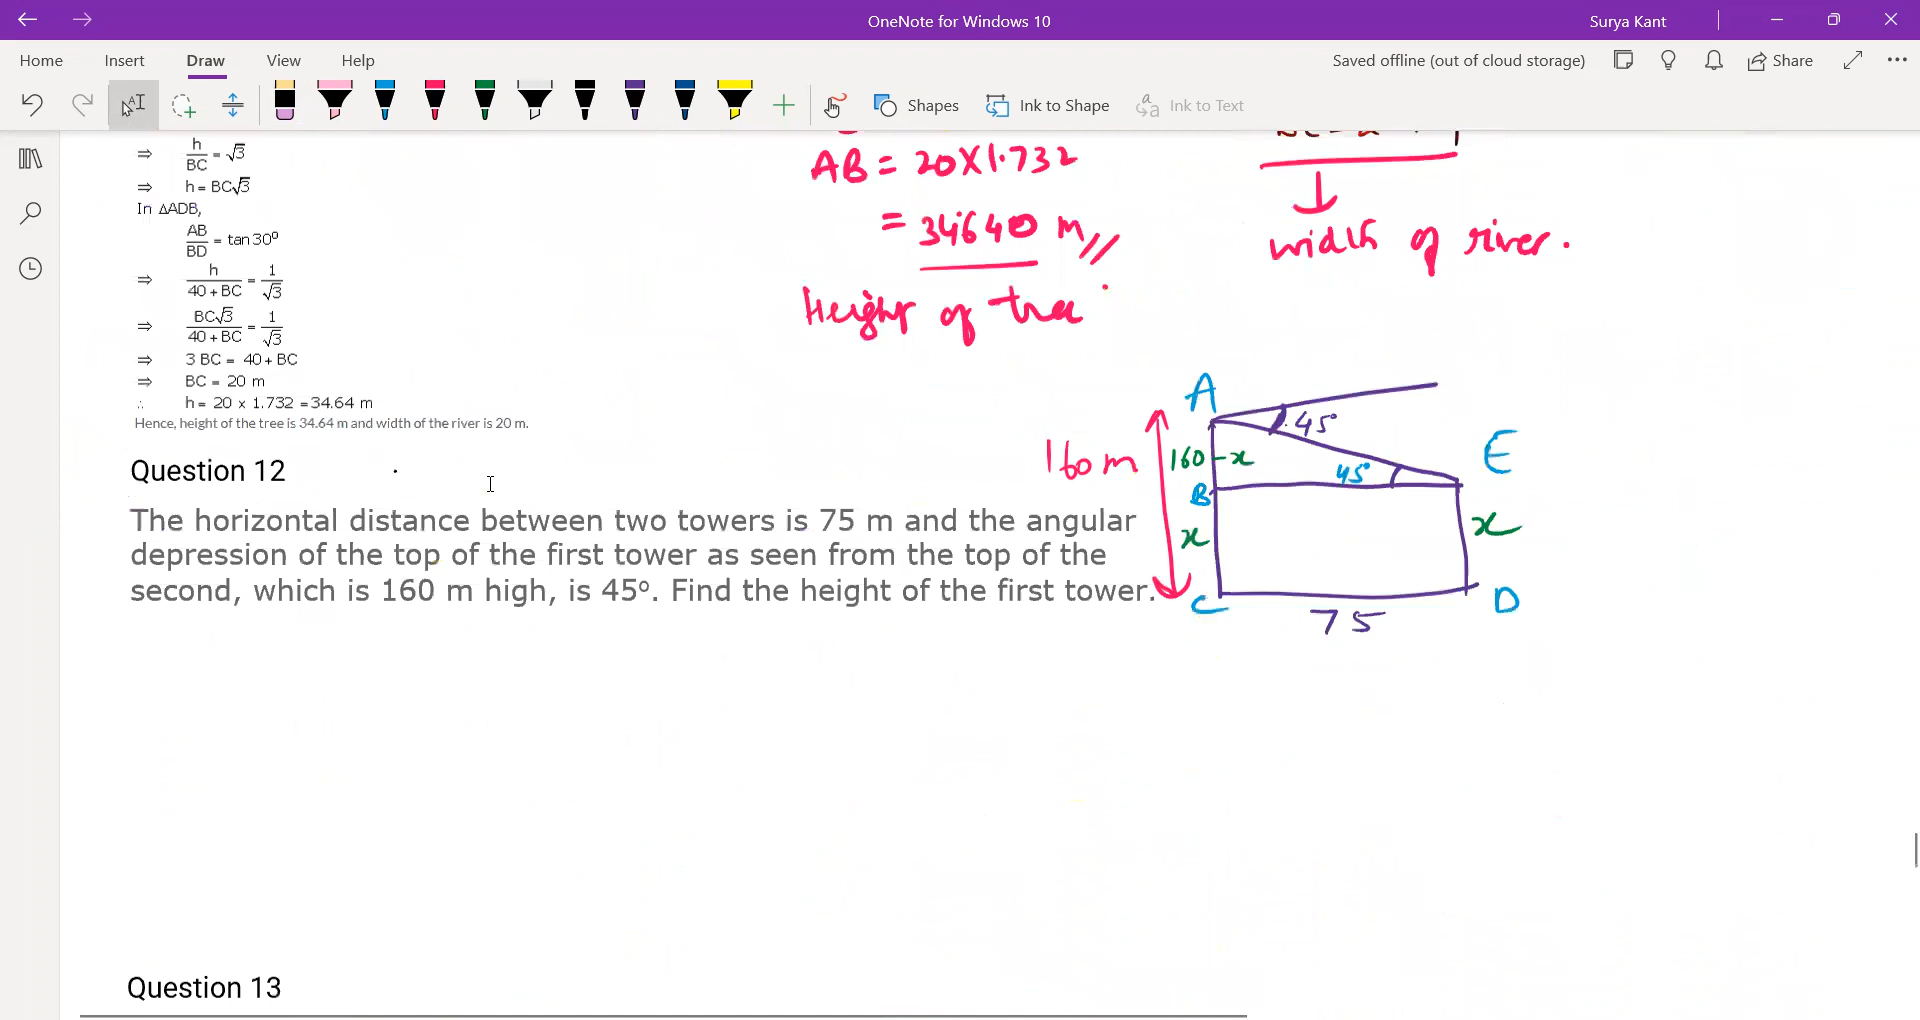 OneNote for Windows 10
Surya Kant
Home Insert Draw View Help
Saved offline (out of cloud storage)
Share
Shapes
Ink to Shape
Ink to Text
⇒ h/BC = √3
⇒ h = BC√3
In ΔADB,
AB/BD = tan 30°
⇒ h/(40 + BC) = 1/√3
⇒ BC√3/(40 + BC) = 1/√3
⇒ 3 BC = 40 + BC
⇒ BC = 20 m
∴ h = 20 x 1.732 = 34.64 m
Hence, height of the tree is 34.64 m and width of the river is 20 m.
AB = 20X1.732
= 34.640 m //
Height of tree
width of river.
Question 12
The horizontal distance between two towers is 75 m and the angular
depression of the top of the first tower as seen from the top of the
second, which is 160 m high, is 45°. Find the height of the first tower.
A
45°
160m
160-x
45°
E
B
x
x
C
D
75
Question 13